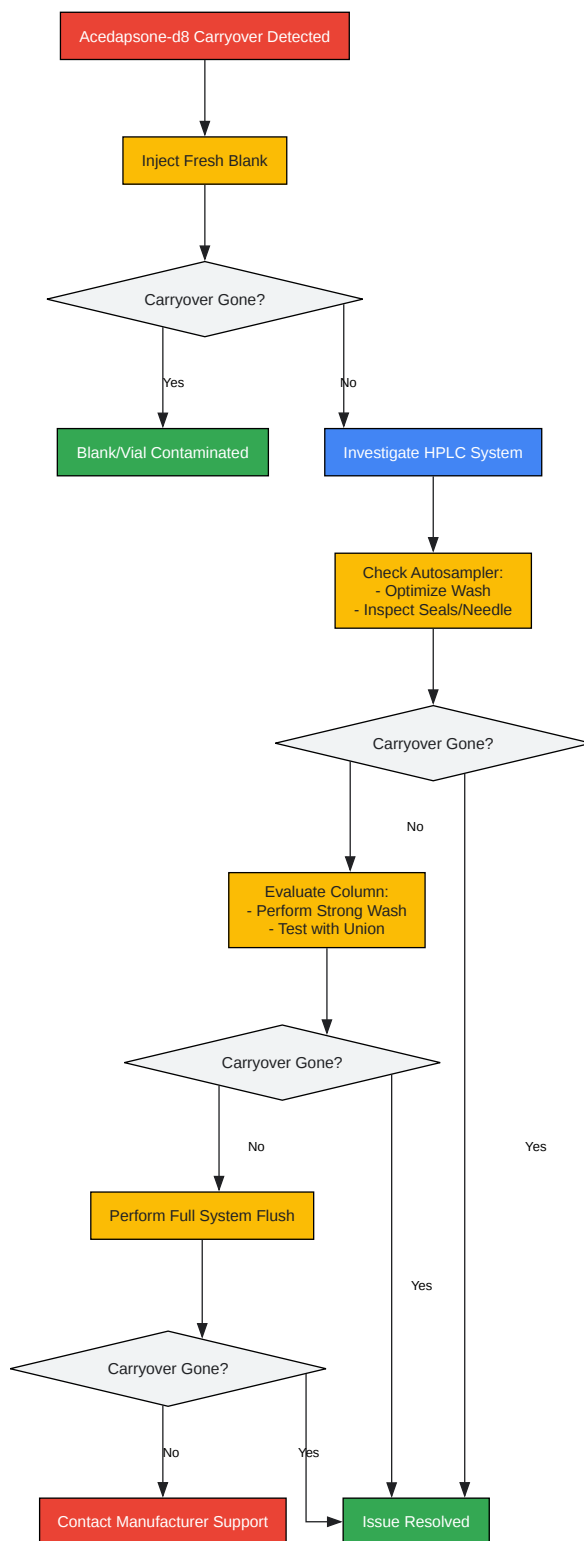 Acedapsone-d8 Carryover Detected
Inject Fresh Blank
Carryover Gone?
Yes
No
Blank/Vial Contaminated
Investigate HPLC System
Check Autosampler:
- Optimize Wash
- Inspect Seals/Needle
Carryover Gone?
No
Evaluate Column:
- Perform Strong Wash
- Test with Union
Carryover Gone?
No
Yes
Perform Full System Flush
Yes
Carryover Gone?
No
Yes
Contact Manufacturer Support
Issue Resolved